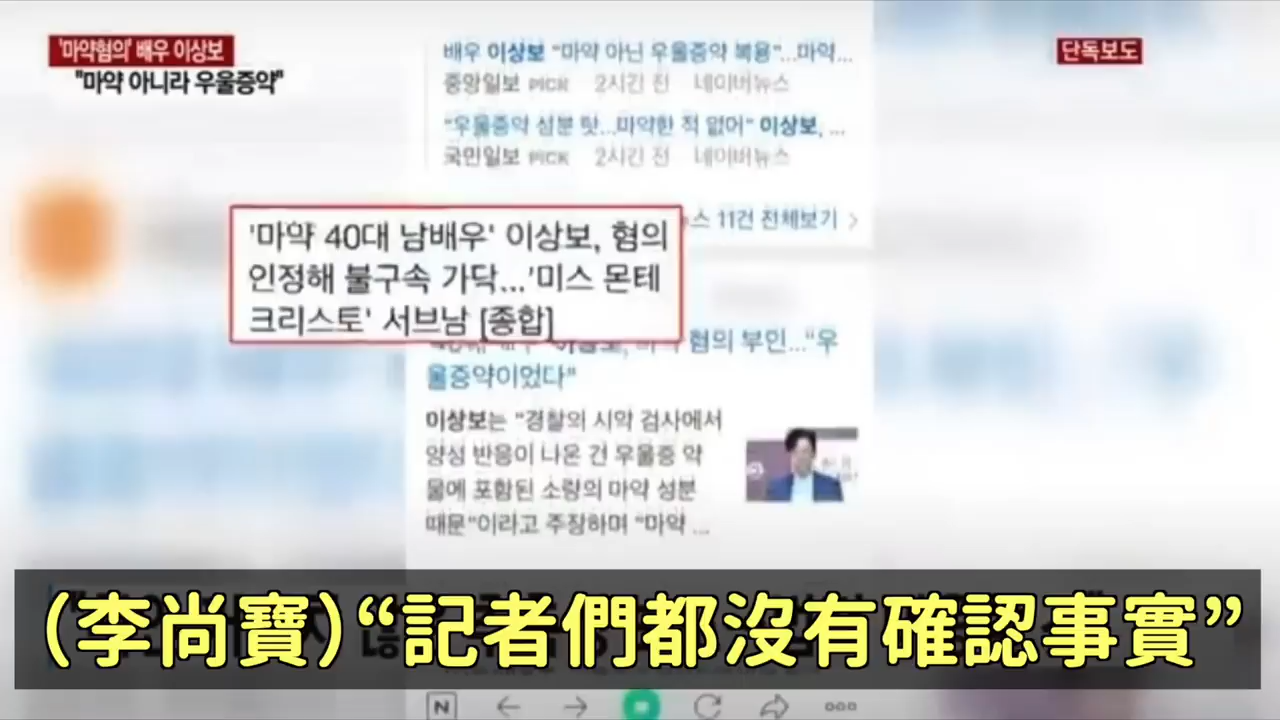 '마약혐의' 배우 이상보
"마약 아니라 우울증약"
단독보도
배우 이상보 "마약 아닌 우울증약 복용"...마약...
중앙일보 PICK 2시간 전 네이버뉴스
"우울증약 성분 탓...마약한 적 없어" 이상보, ...
국민일보 PICK 2시간 전 네이버뉴스
스 11건 전체보기 >
'마약 40대 남배우' 이상보, 혐의
인정해 불구속 가닥...'미스 몬테
크리스토' 서브남 [종합]
혐의 부인..."우
울증약이었다"
이상보는 "경찰의 시약 검사에서
양성 반응이 나온 건 우울증 약
물에 포함된 소량의 마약 성분
때문"이라고 주장하며 "마약 ...
(李尚寶)“記者們都沒有確認事實”
N